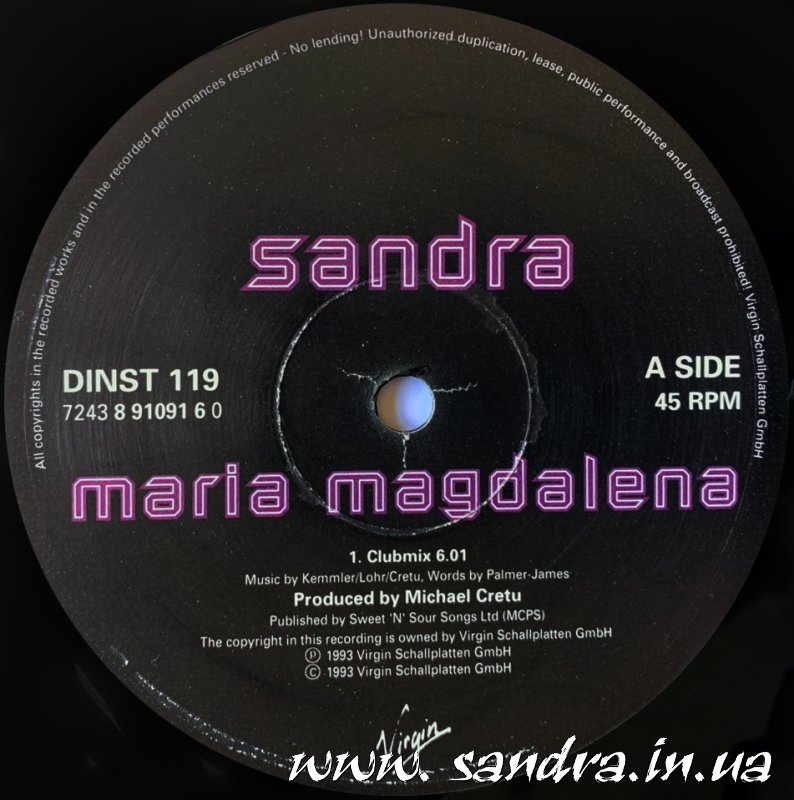 All copyrights in the recorded works and in the recorded performances reserved - No lending! Unauthorized duplication, lease, public performance and broadcast prohibited! Virgin Schallplatten GmbH
sandra
DINST 119
7243 8 91091 6 0
A SIDE
45 RPM
maria magdalena
1. Clubmix 6.01
Music by Kemmler/Lohr/Cretu, Words by Palmer-James
Produced by Michael Cretu
Published by Sweet 'N' Sour Songs Ltd (MCPS)
The copyright in this recording is owned by Virgin Schallplatten GmbH
℗ 1993 Virgin Schallplatten GmbH
© 1993 Virgin Schallplatten GmbH
Virgin
www. sandra.in.ua